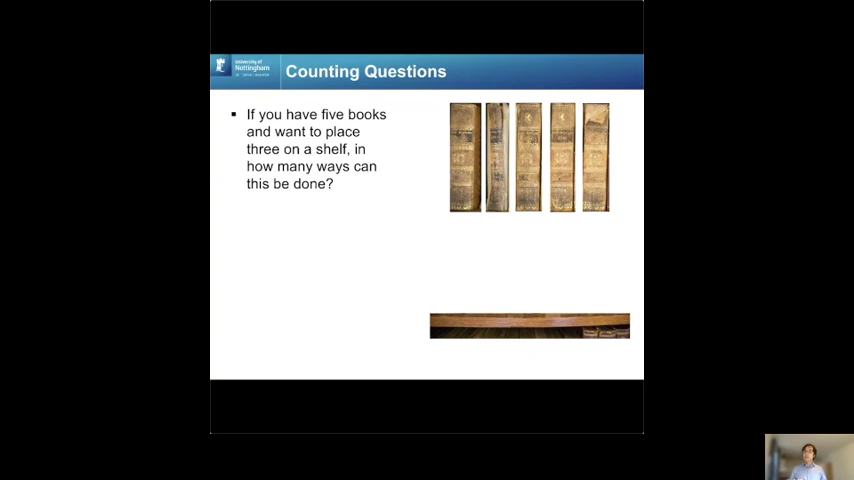 University of
Nottingham
Counting Questions
▪ If you have five books
and want to place
three on a shelf, in
how many ways can
this be done?